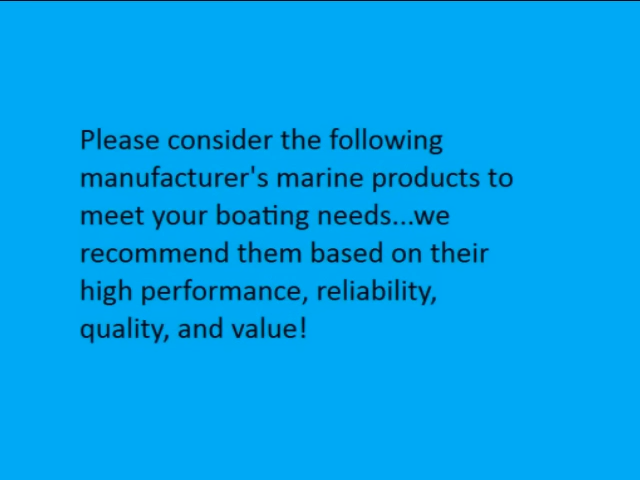 Please consider the following
manufacturer's marine products to
meet your boating needs...we
recommend them based on their
high performance, reliability,
quality, and value!